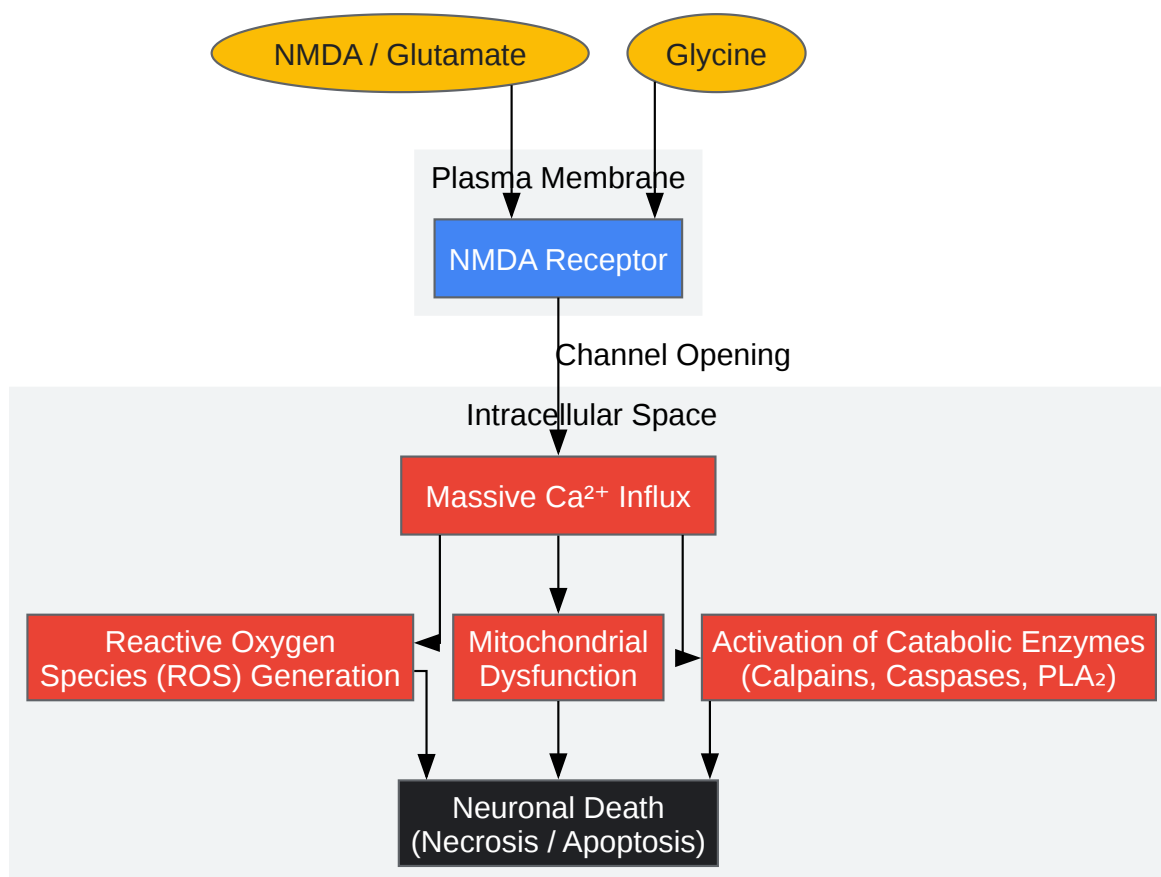 NMDA / Glutamate
Glycine
Plasma Membrane
NMDA Receptor
Channel Opening
Intracellular Space
Massive Ca²⁺ Influx
Reactive Oxygen
Species (ROS) Generation
Mitochondrial
Dysfunction
Activation of Catabolic Enzymes
(Calpains, Caspases, PLA₂)
Neuronal Death
(Necrosis / Apoptosis)